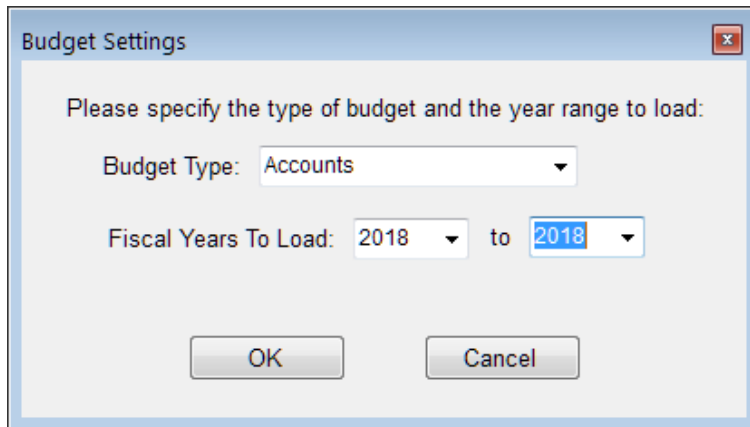 Budget Settings
Please specify the type of budget and the year range to load:
Budget Type: Accounts
Fiscal Years To Load: 2018 to 2018
OK Cancel